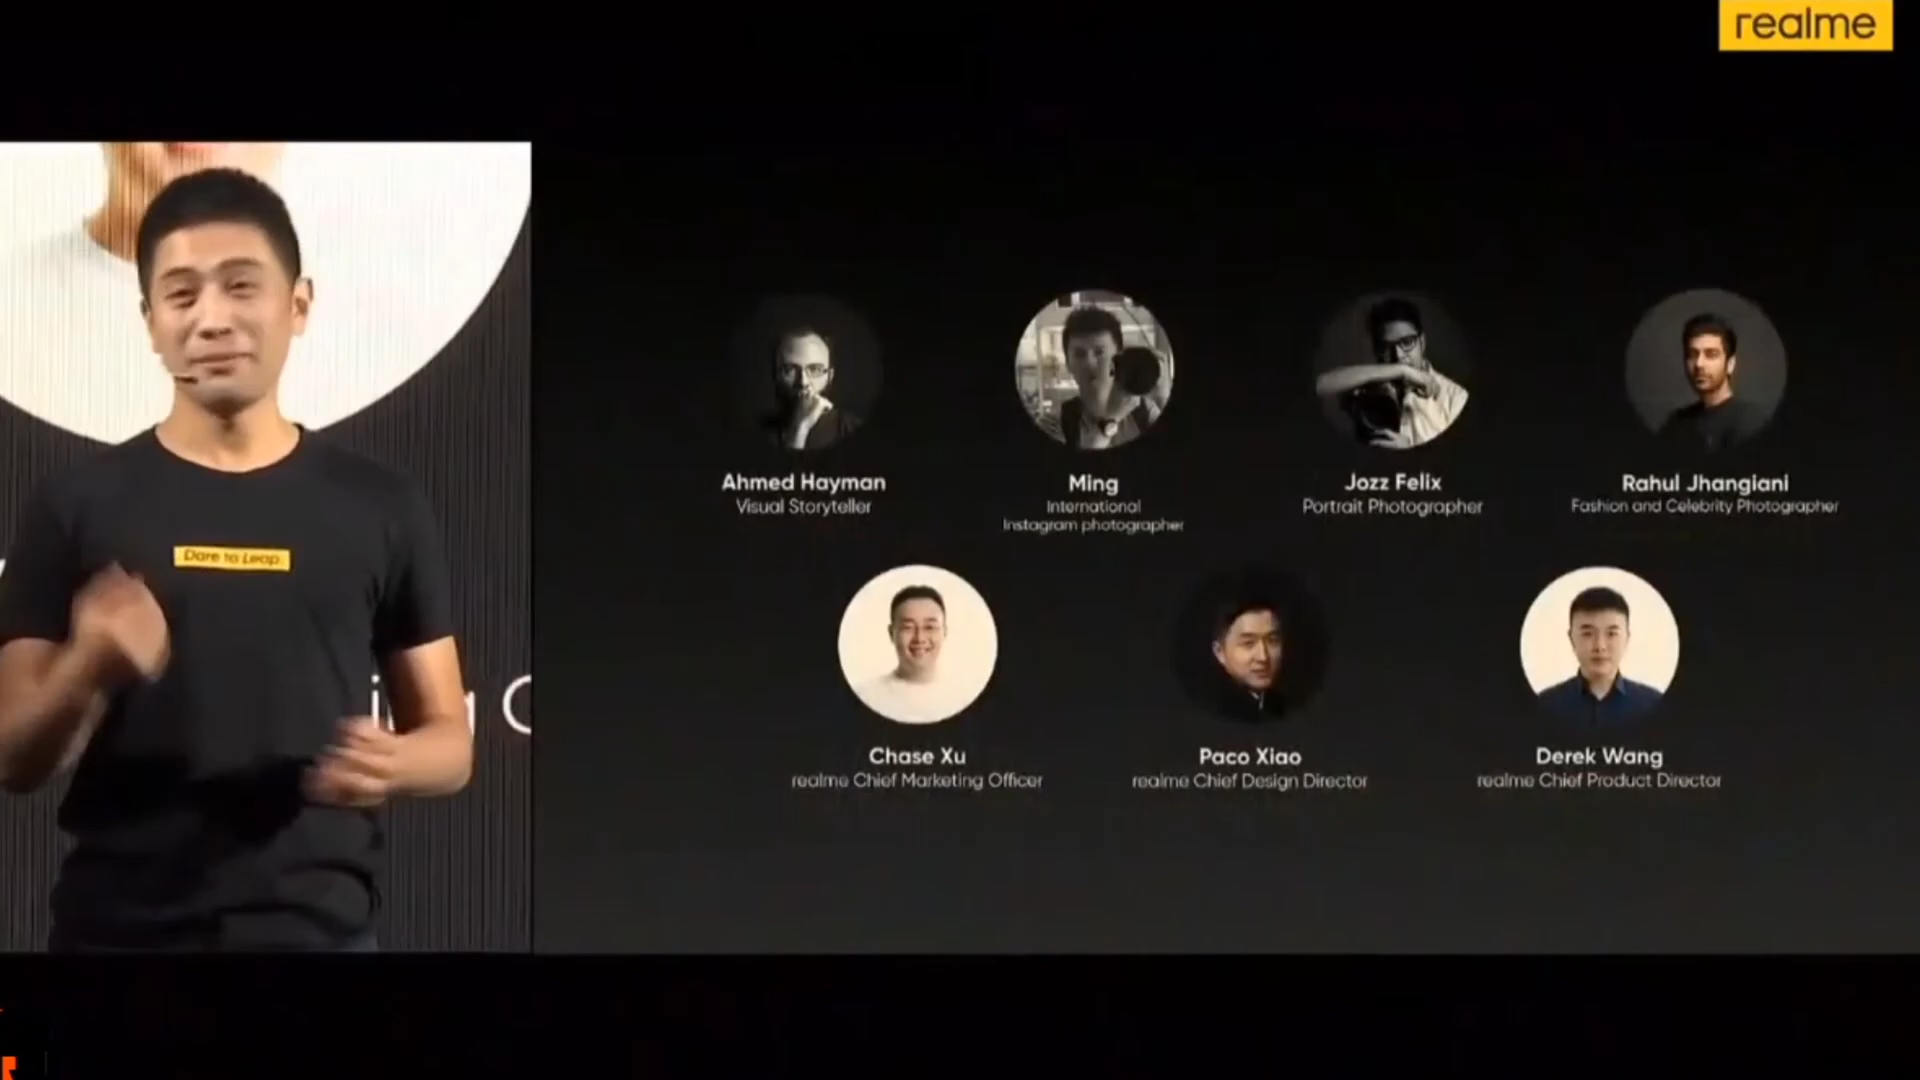 realme
Dare to Leap
Ahmed Hayman
Visual Storyteller
Ming
International
Instagram photographer
Jozz Felix
Portrait Photographer
Rahul Jhangiani
Fashion and Celebrity Photographer
Chase Xu
realme Chief Marketing Officer
Paco Xiao
realme Chief Design Director
Derek Wang
realme Chief Product Director